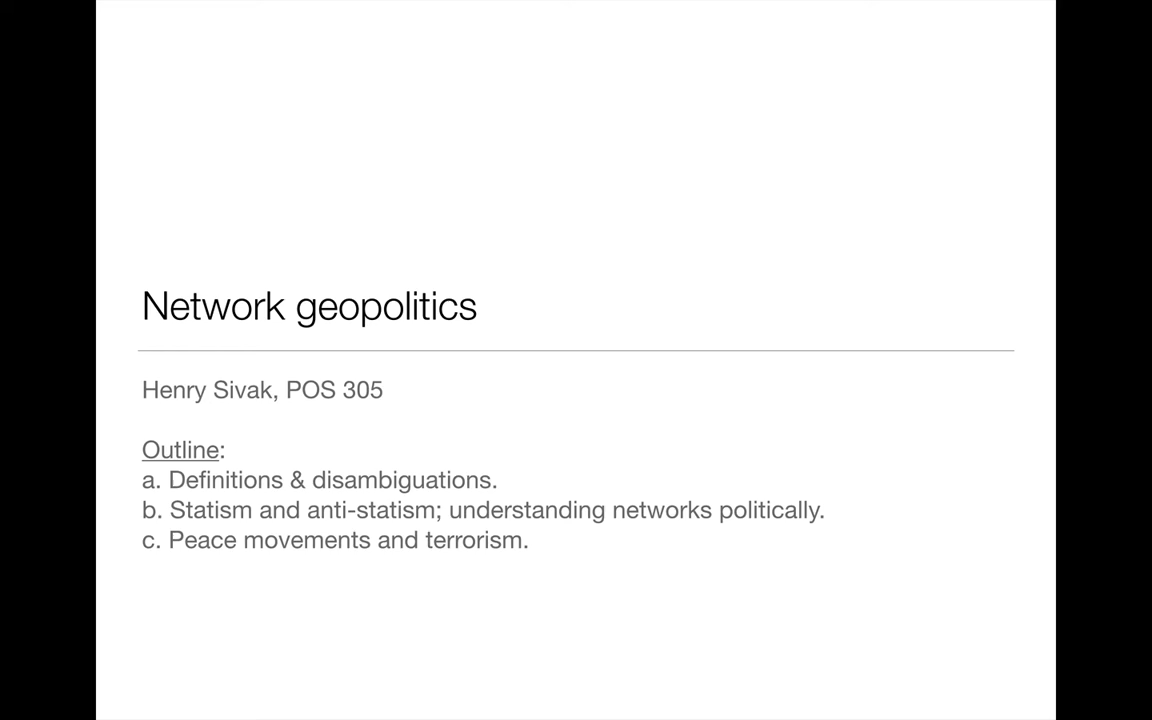 Network geopolitics
Henry Sivak, POS 305
Outline:
a. Definitions & disambiguations.
b. Statism and anti-statism; understanding networks politically.
c. Peace movements and terrorism.